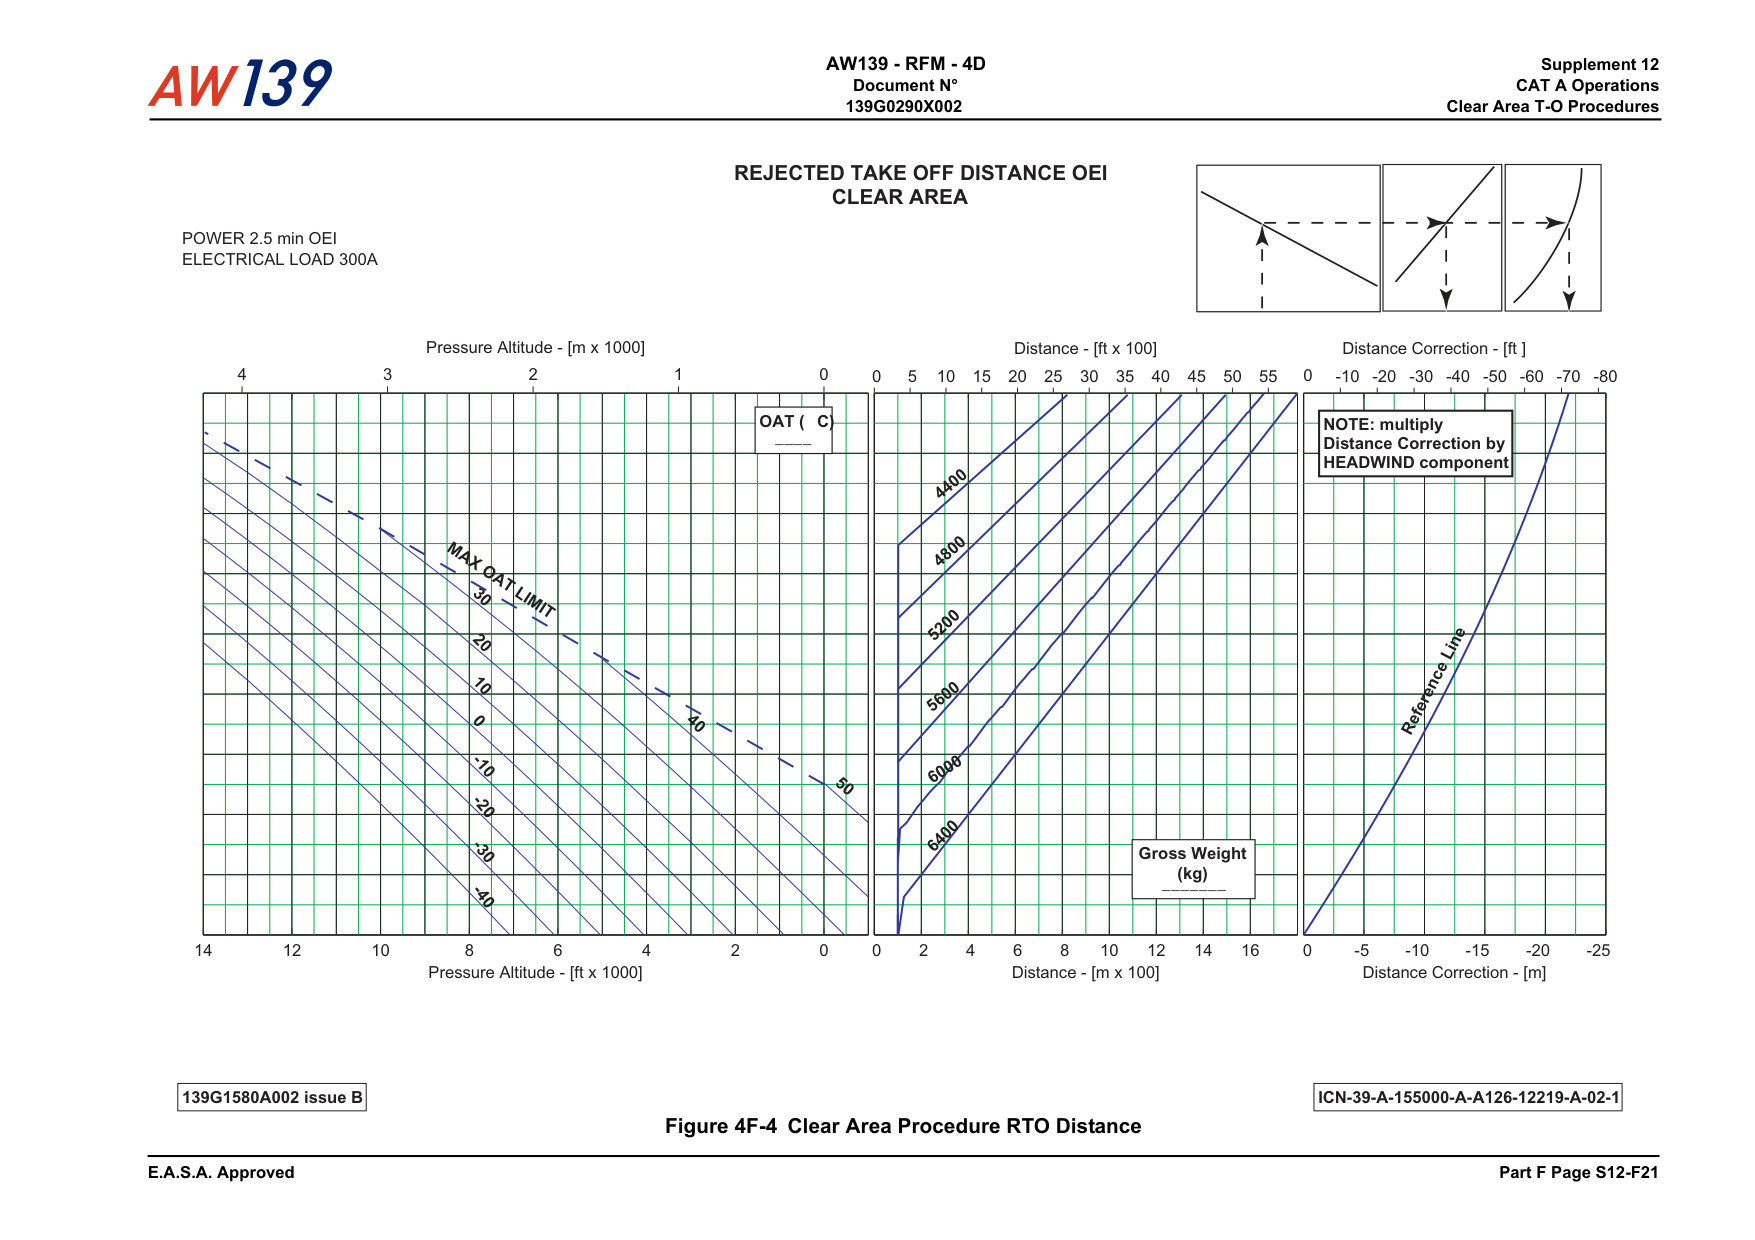 AW139
AW139 - RFM - 4D
Document N°
139G0290X002
Supplement 12
CAT A Operations
Clear Area T-O Procedures
REJECTED TAKE OFF DISTANCE OEI
CLEAR AREA
POWER 2.5 min OEI
ELECTRICAL LOAD 300A
Pressure Altitude - [m x 1000]
4 3 2 1 0
Distance - [ft x 100]
0 5 10 15 20 25 30 35 40 45 50 55
Distance Correction - [ft ]
0 -10 -20 -30 -40 -50 -60 -70 -80
OAT ( C)
____
MAX OAT LIMIT
30
20
10
0
-10
-20
-30
-40
40
50
4400
4800
5200
5600
6000
6400
Gross Weight
(kg)
_______
NOTE: multiply
Distance Correction by
HEADWIND component
Reference Line
14 12 10 8 6 4 2 0
Pressure Altitude - [ft x 1000]
0 2 4 6 8 10 12 14 16
Distance - [m x 100]
0 -5 -10 -15 -20 -25
Distance Correction - [m]
139G1580A002 issue B
ICN-39-A-155000-A-A126-12219-A-02-1
Figure 4F-4 Clear Area Procedure RTO Distance
E.A.S.A. Approved
Part F Page S12-F21